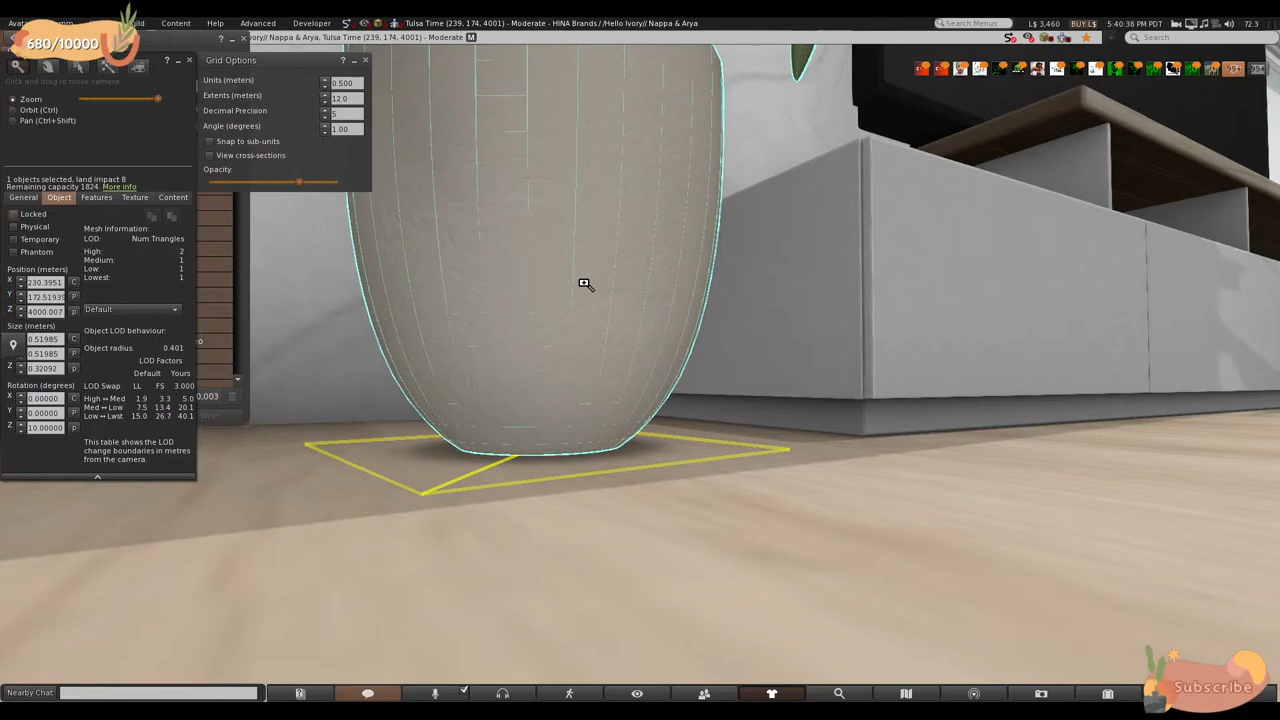 Avatar
Build
Content
Help
Advanced
Developer
Tulsa Time (239, 174, 4001) - Moderate - HINA Brands / /Hello Ivory// Nappa & Arya
Search Menus
L$ 3,460
BUY L$
5:40:38 PM PDT
72.3
680/10000
lvory// Nappa & Arya, Tulsa Time (239, 174, 4001) - Moderate M
Search
99+
Click and drag to move camera
Zoom
Orbit (Ctrl)
Pan (Ctrl+Shift)
Grid Options
Units (meters) 0.500
Extents (meters) 12.0
Decimal Precision 5
Angle (degrees) 1.00
Snap to sub-units
View cross-sections
Opacity:
1 objects selected, land impact 8
Remaining capacity 1824 More info
General Object Features Texture Content
Locked
Physical
Temporary
Phantom
Position (meters)
X 230.3951 C
Y 172.51939 P
Z 4000.007 p
Size (meters)
0.51985 C
0.51985 P
Z 0.32092 p
Rotation (degrees)
X 0.00000 C
Y 0.00000 P
Z 10.00000 p
Mesh Information:
LOD: Num Triangles
High: 2
Medium: 1
Low: 1
Lowest: 1
Default
Object LOD behaviour:
Object radius: 0.401
LOD Factors
Default Yours
LOD Swap LL FS 3.000
High ↔ Med 1.9 3.3 5.0
Med ↔ Low 7.5 13.4 20.1
Low ↔ Lwst 15.0 26.7 40.1
This table shows the LOD
change boundaries in metres
from the camera.
0,003
Wear
Nearby Chat
Subscribe